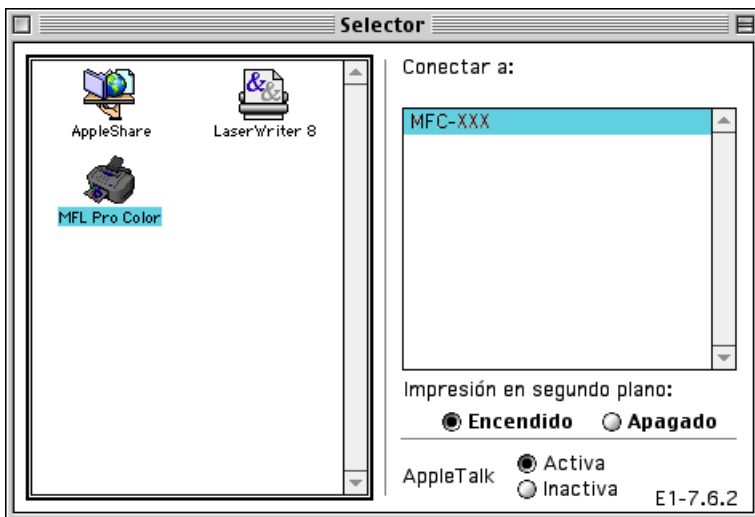 Selector
AppleShare
LaserWriter 8
MFL Pro Color
Conectar a:
MFC-XXX
Impresión en segundo plano:
Encendido Apagado
AppleTalk
Activa
Inactiva
E1-7.6.2